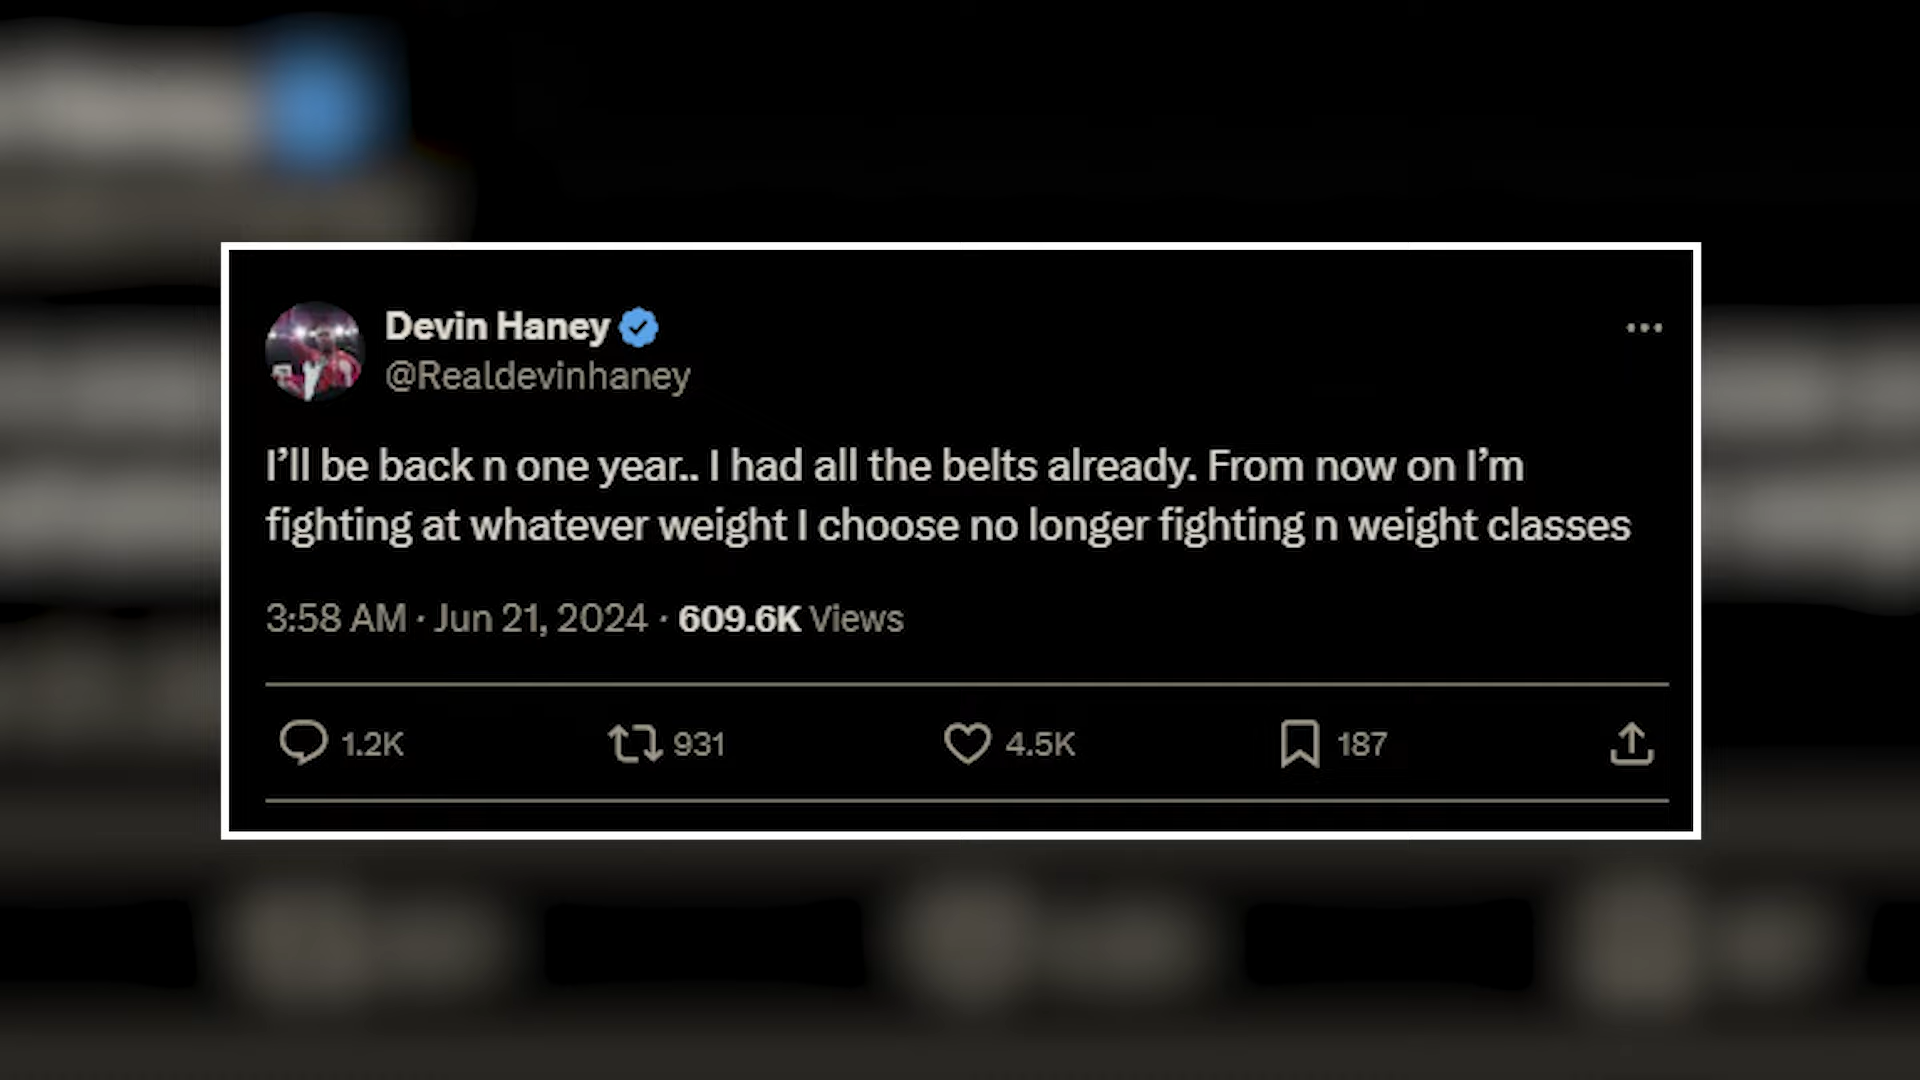 Devin Haney
@Realdevinhaney
I’ll be back n one year.. I had all the belts already. From now on I’m
fighting at whatever weight I choose no longer fighting n weight classes
3:58 AM · Jun 21, 2024 · 609.6K Views
1.2K 931 4.5K 187